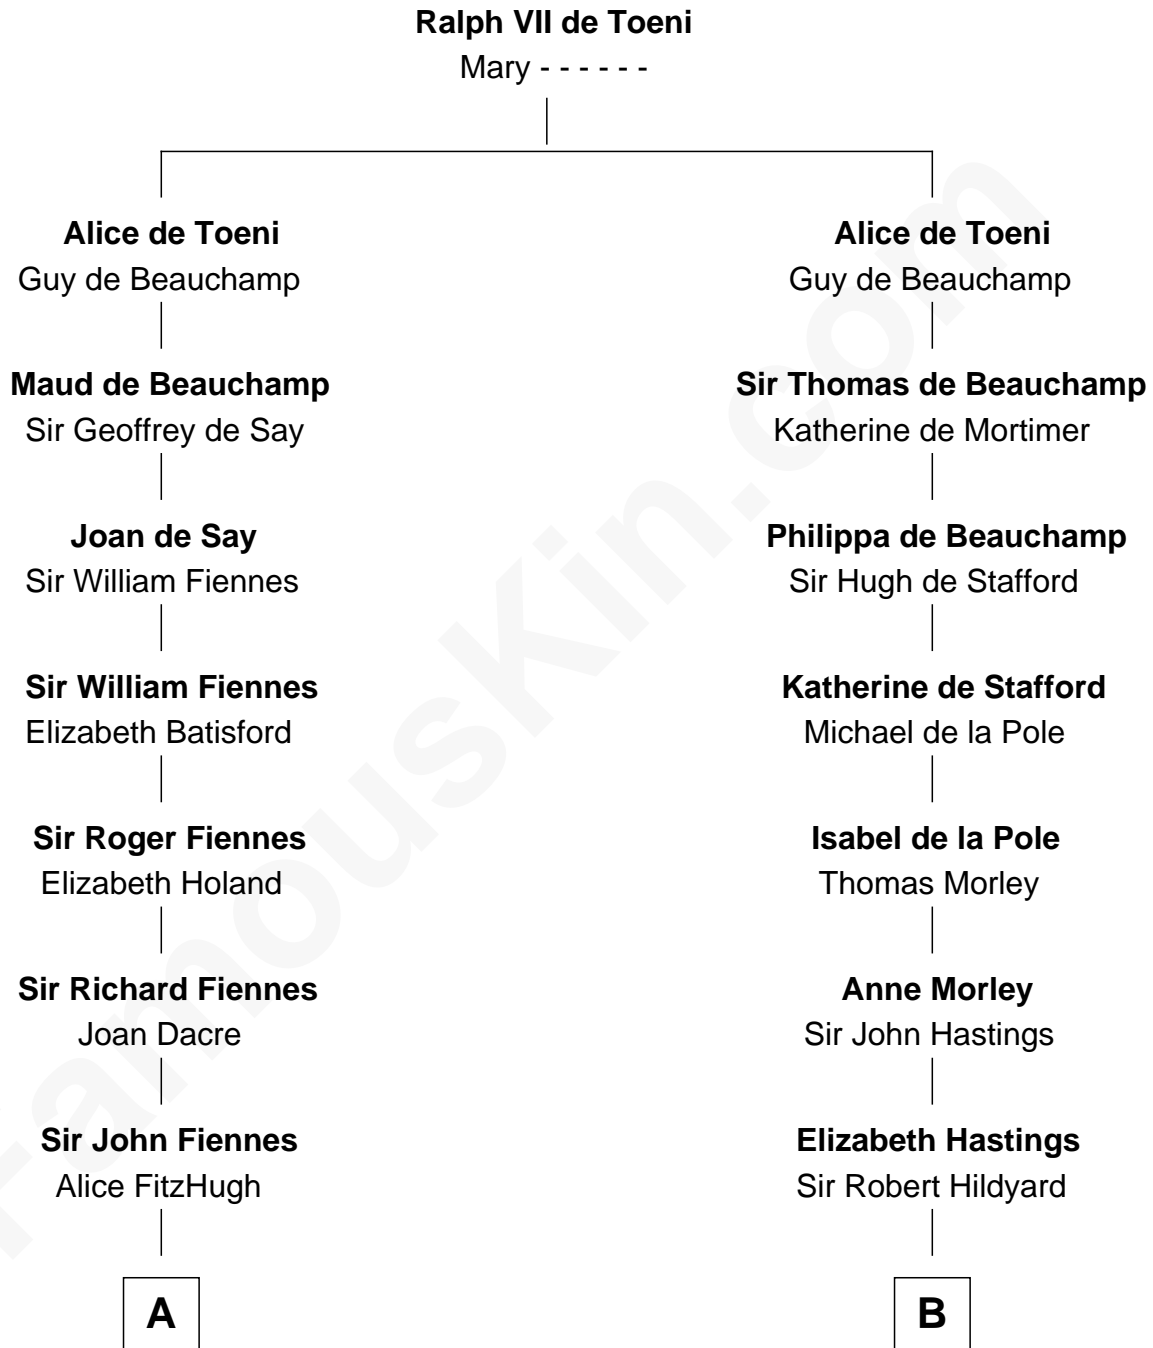 Ralph VII de Toeni
Mary - - - - - -
Alice de Toeni
Guy de Beauchamp
Maud de Beauchamp
Sir Geoffrey de Say
Joan de Say
Sir William Fiennes
Sir William Fiennes
Elizabeth Batisford
Sir Roger Fiennes
Elizabeth Holand
Sir Richard Fiennes
Joan Dacre
Sir John Fiennes
Alice FitzHugh
A
Alice de Toeni
Guy de Beauchamp
Sir Thomas de Beauchamp
Katherine de Mortimer
Philippa de Beauchamp
Sir Hugh de Stafford
Katherine de Stafford
Michael de la Pole
Isabel de la Pole
Thomas Morley
Anne Morley
Sir John Hastings
Elizabeth Hastings
Sir Robert Hildyard
B
FamousKin.com